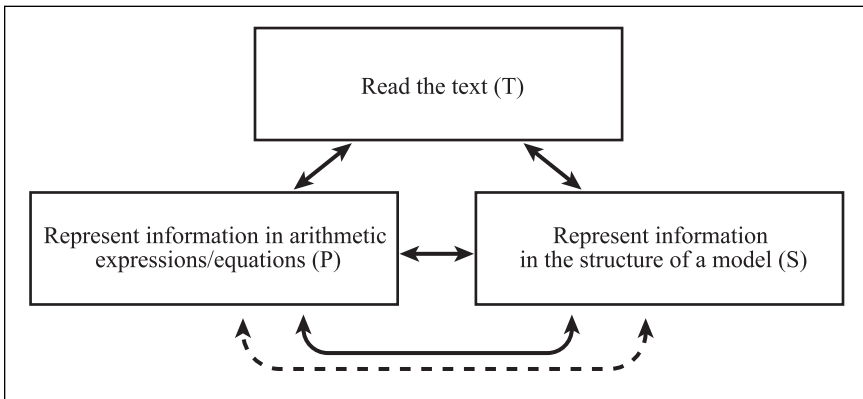 Read the text (T)
Represent information in arithmetic
expressions/equations (P)
Represent information
in the structure of a model (S)